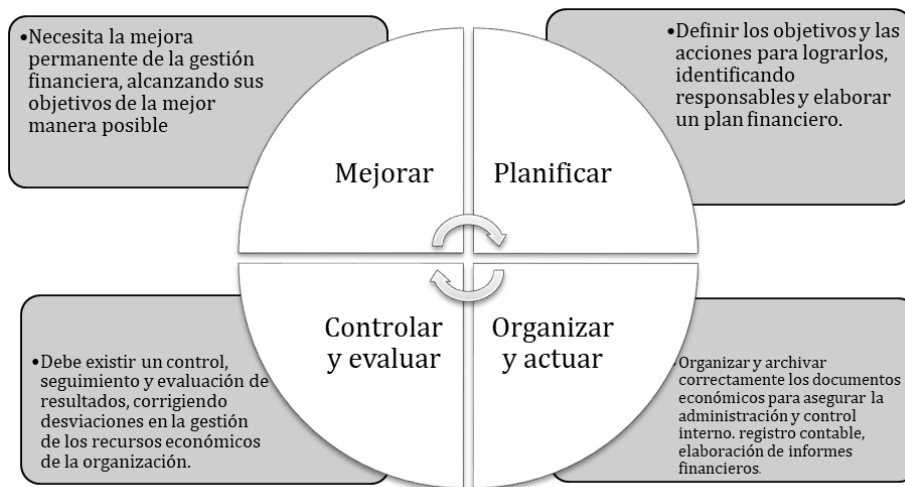 •Necesita la mejora
permanente de la gestión
financiera, alcanzando sus
objetivos de la mejor
manera posible
•Definir los objetivos y las
acciones para lograrlos,
identificando
responsables y elaborar
un plan financiero.
Mejorar
Planificar
Controlar
y evaluar
Organizar
y actuar
•Debe existir un control,
seguimiento y evaluación de
resultados, corrigiendo
desviaciones en la gestión
de los recursos económicos
de la organización.
•Organizar y archivar
correctamente los documentos
económicos para asegurar la
administración y control
interno. registro contable,
elaboración de informes
financieros.